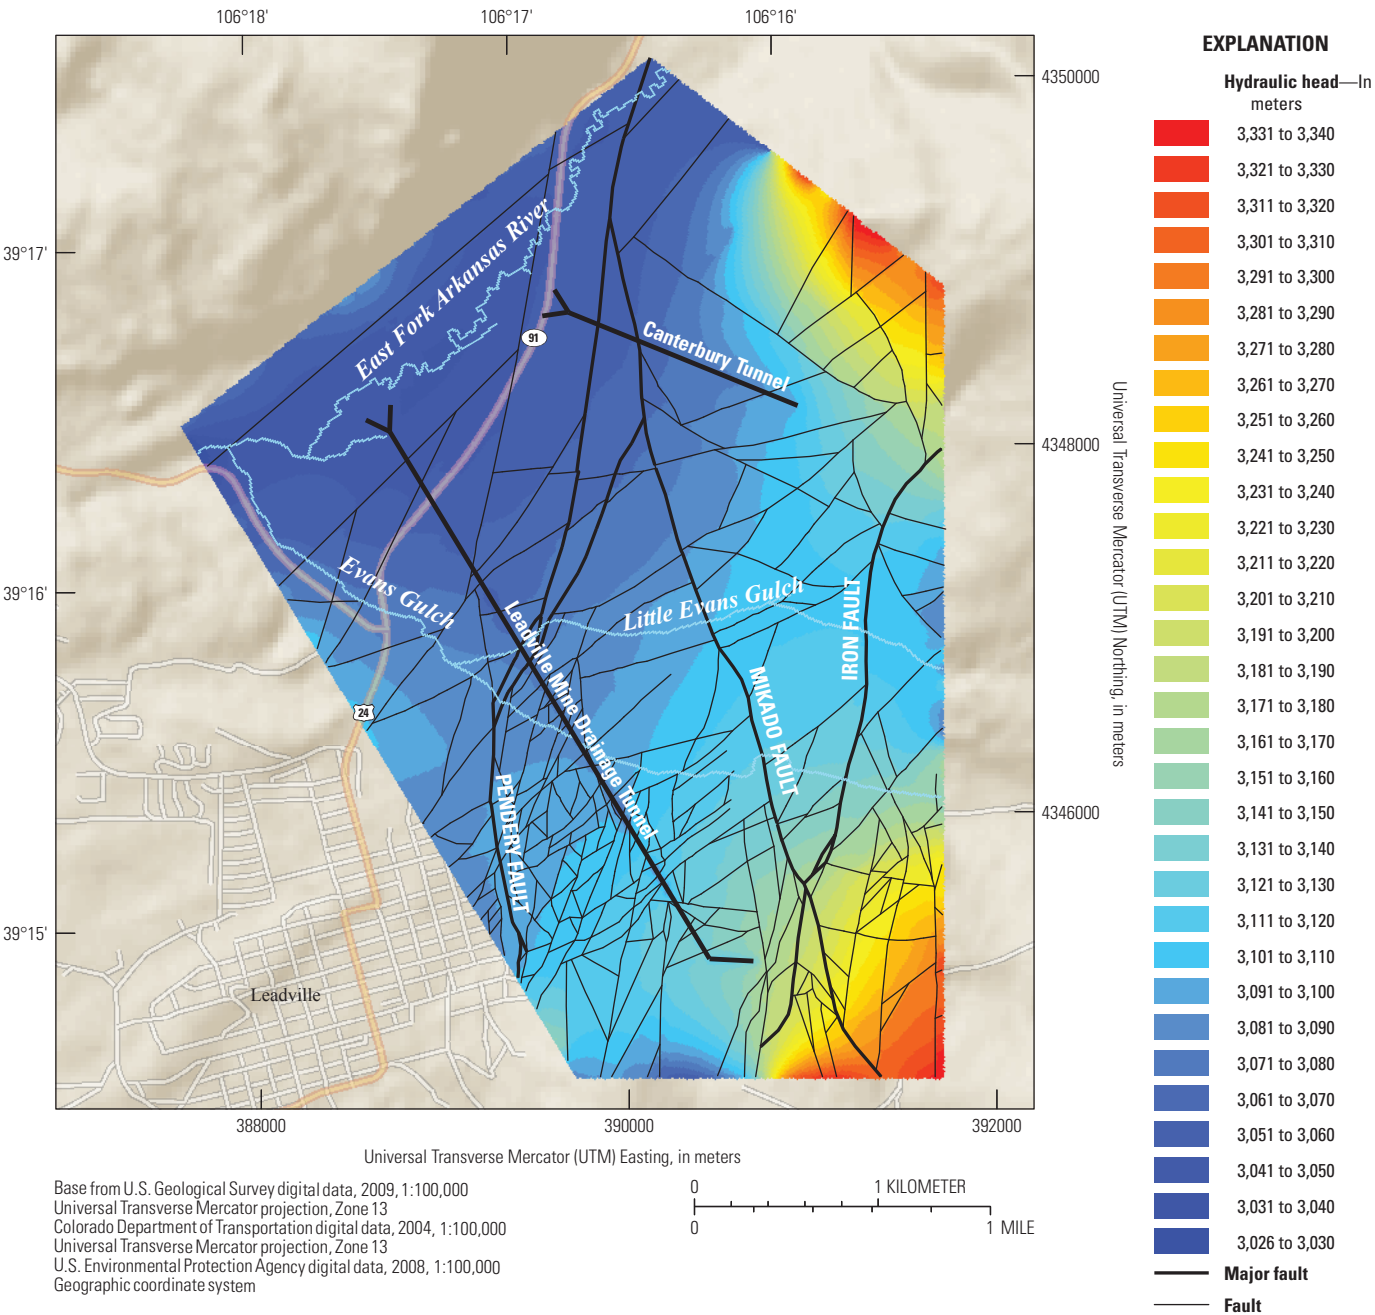 106°18'
106°17'
106°16'
39°17'
39°16'
39°15'
4350000
4348000
4346000
Universal Transverse Mercator (UTM) Northing, in meters
388000
390000
392000
Universal Transverse Mercator (UTM) Easting, in meters
East Fork Arkansas River
91
Canterbury Tunnel
Evans Gulch
Little Evans Gulch
Leadville Mine Drainage Tunnel
IRON FAULT
MIKADO FAULT
PENDERY FAULT
24
Leadville
Base from U.S. Geological Survey digital data, 2009, 1:100,000
Universal Transverse Mercator projection, Zone 13
Colorado Department of Transportation digital data, 2004, 1:100,000
Universal Transverse Mercator projection, Zone 13
U.S. Environmental Protection Agency digital data, 2008, 1:100,000
Geographic coordinate system
0
1 KILOMETER
0
1 MILE
EXPLANATION
Hydraulic head—In
meters
3,331 to 3,340
3,321 to 3,330
3,311 to 3,320
3,301 to 3,310
3,291 to 3,300
3,281 to 3,290
3,271 to 3,280
3,261 to 3,270
3,251 to 3,260
3,241 to 3,250
3,231 to 3,240
3,221 to 3,230
3,211 to 3,220
3,201 to 3,210
3,191 to 3,200
3,181 to 3,190
3,171 to 3,180
3,161 to 3,170
3,151 to 3,160
3,141 to 3,150
3,131 to 3,140
3,121 to 3,130
3,111 to 3,120
3,101 to 3,110
3,091 to 3,100
3,081 to 3,090
3,071 to 3,080
3,061 to 3,070
3,051 to 3,060
3,041 to 3,050
3,031 to 3,040
3,026 to 3,030
Major fault
Fault